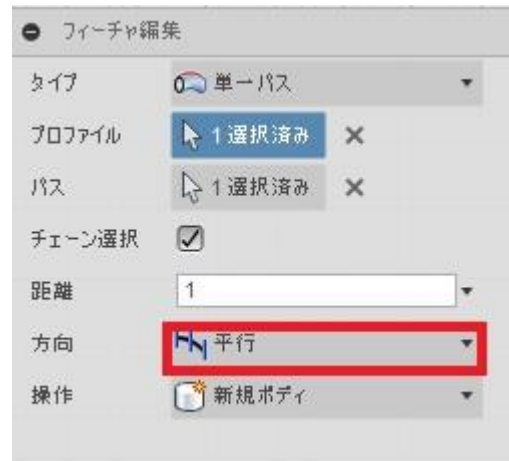 フィーチャ編集
タイプ 単一パス
プロファイル 1 選択済み
パス 1 選択済み
チェーン選択
距離 1
方向 平行
操作 新規ボディ